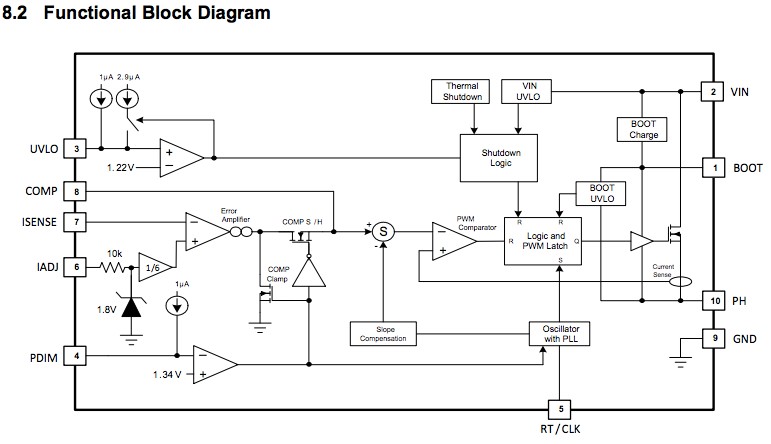 8.2 Functional Block Diagram
1µA 2.9µA
Thermal
Shutdown
VIN
UVLO
2 VIN
BOOT
Charge
UVLO 3
+
1.22V
−
Shutdown
Logic
1 BOOT
COMP 8
BOOT
UVLO
ISENSE 7
−
+
Error
Amplifier
COMP S/H
+
S
-
−
+
PWM
Comparator
R
R
R
Logic and
PWM Latch
Q
S
IADJ 6
10k
1/6
COMP
Clamp
Current
Sense
1.8V
1µA
10 PH
Slope
Compensation
Oscillator
with PLL
9 GND
PDIM 4
−
1.34V
+
5
RT/CLK